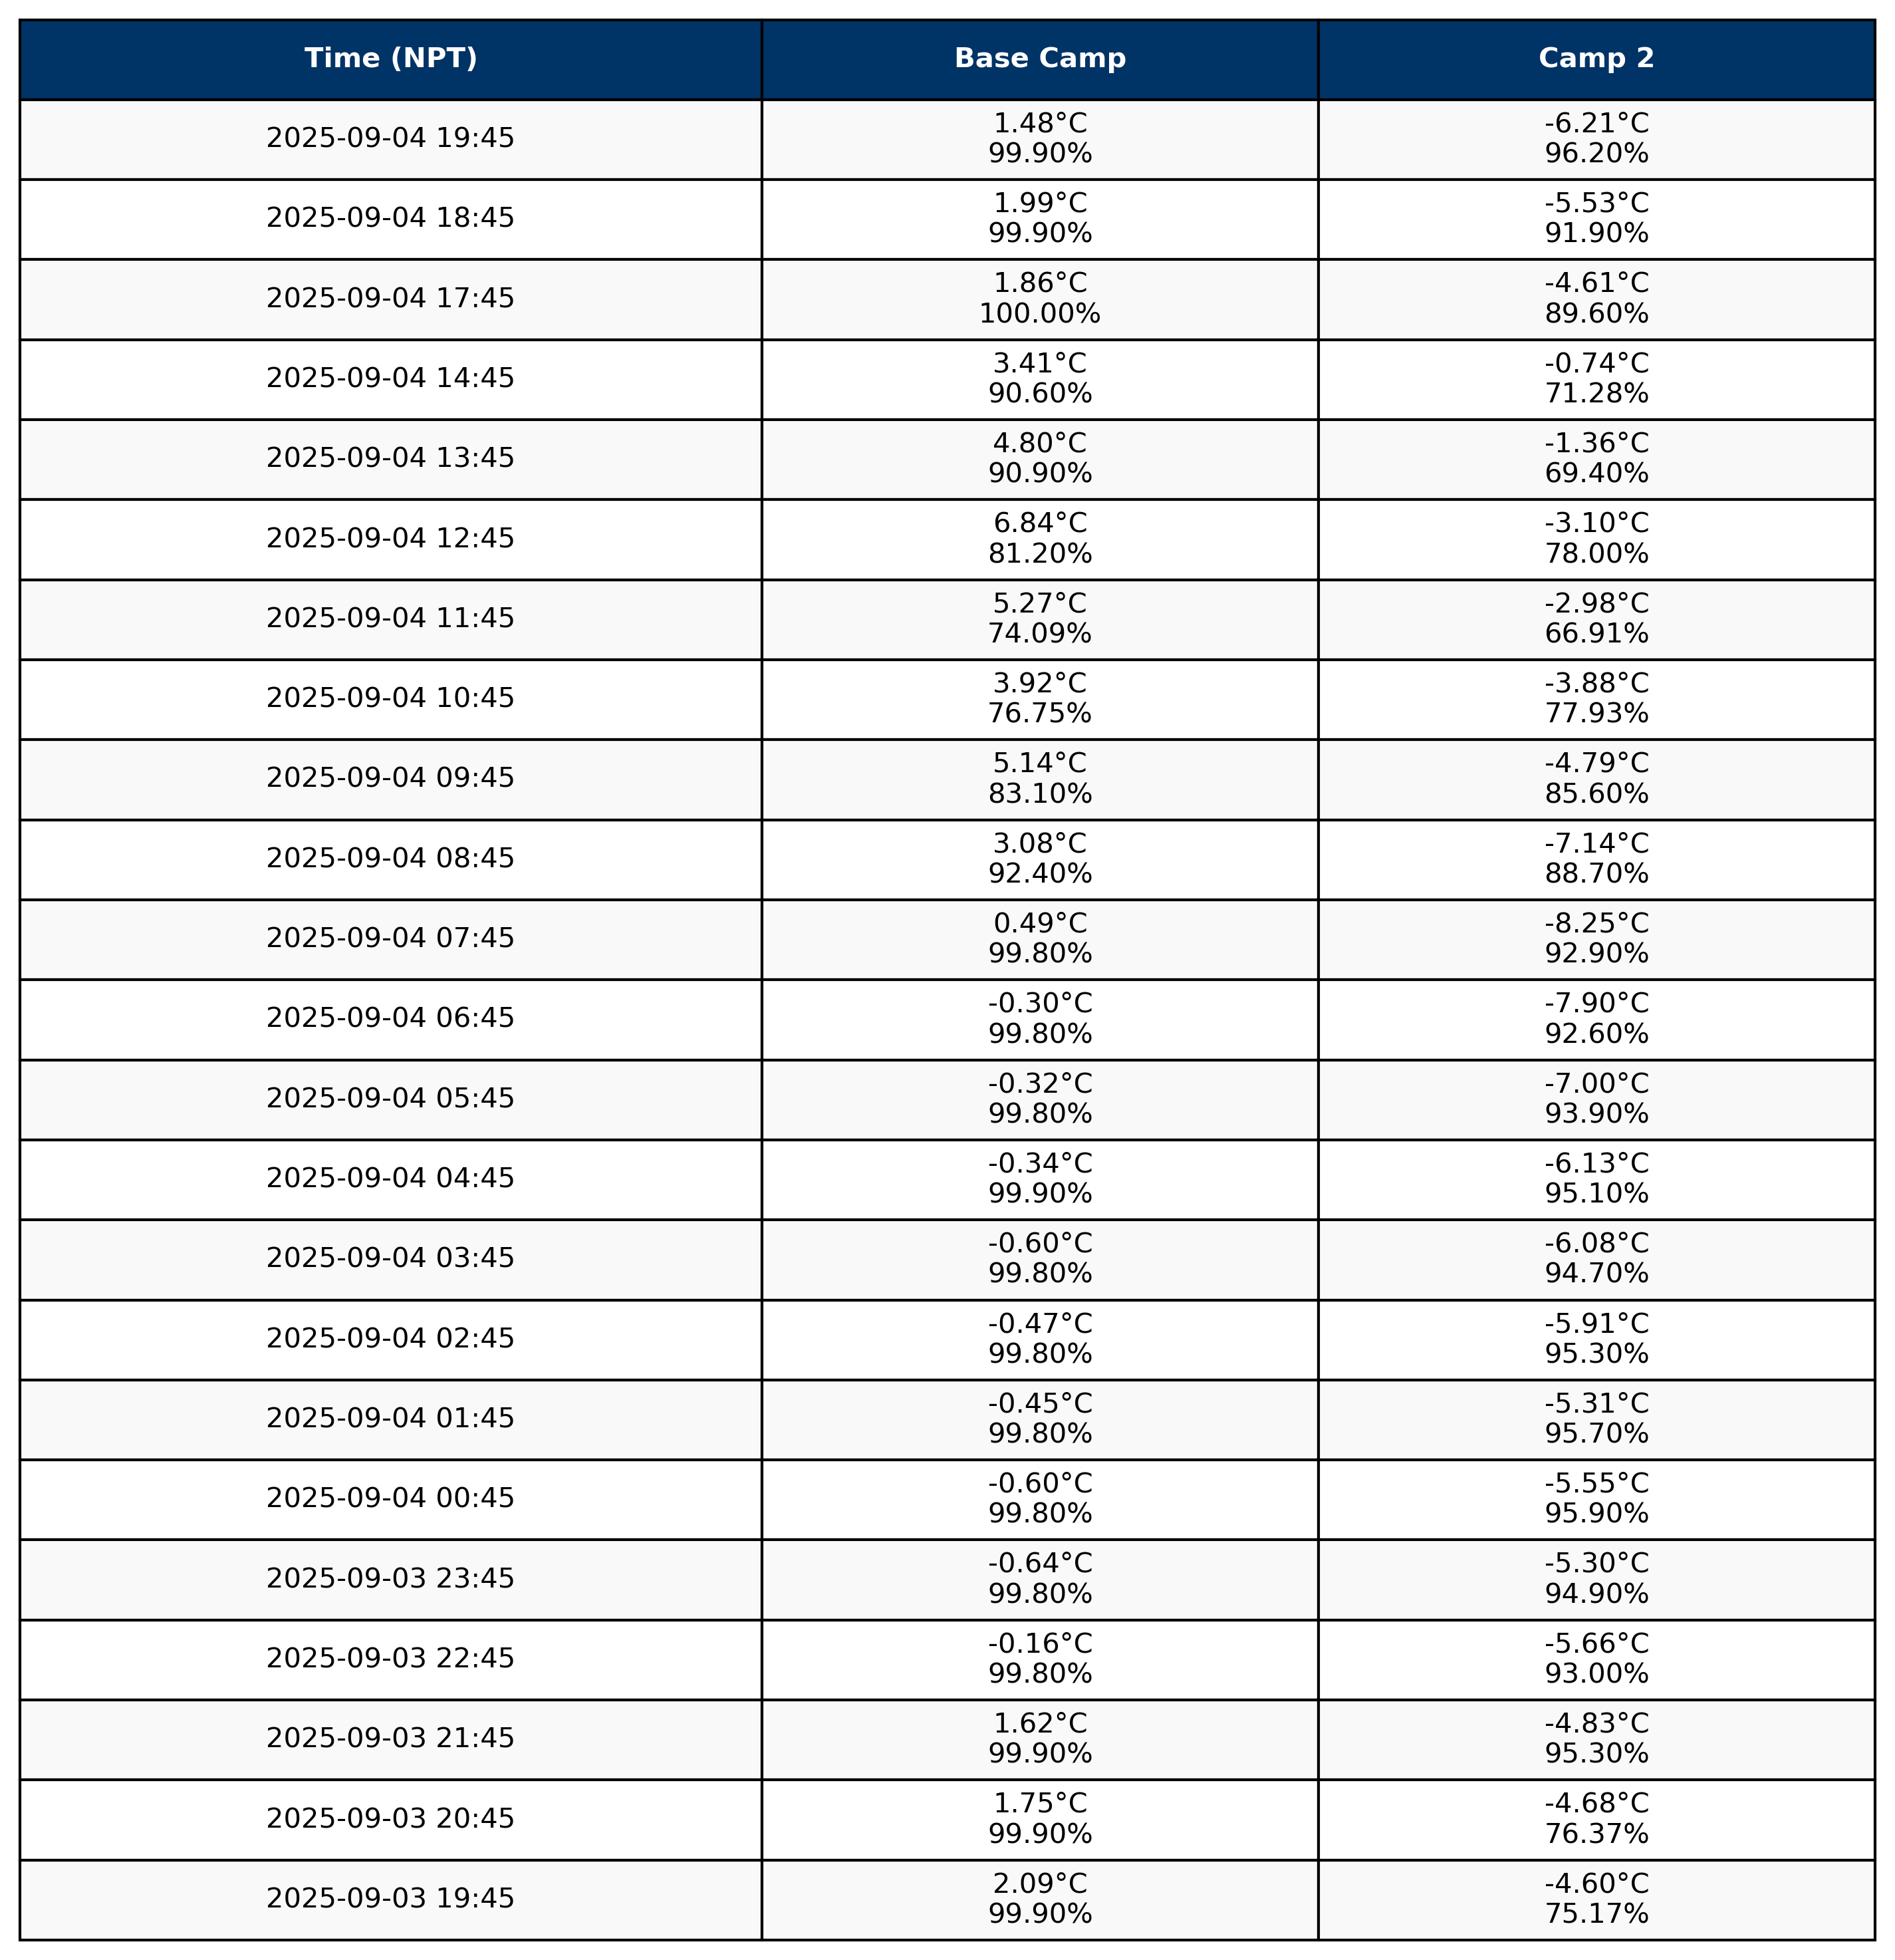 Time (NPT) Base Camp Camp 2
2025-09-04 19:45 1.48°C -6.21°C
99.90% 96.20%
2025-09-04 18:45 1.99°C -5.53°C
99.90% 91.90%
2025-09-04 17:45 1.86°C -4.61°C
100.00% 89.60%
2025-09-04 14:45 3.41°C -0.74°C
90.60% 71.28%
2025-09-04 13:45 4.80°C -1.36°C
90.90% 69.40%
2025-09-04 12:45 6.84°C -3.10°C
81.20% 78.00%
2025-09-04 11:45 5.27°C -2.98°C
74.09% 66.91%
2025-09-04 10:45 3.92°C -3.88°C
76.75% 77.93%
2025-09-04 09:45 5.14°C -4.79°C
83.10% 85.60%
2025-09-04 08:45 3.08°C -7.14°C
92.40% 88.70%
2025-09-04 07:45 0.49°C -8.25°C
99.80% 92.90%
2025-09-04 06:45 -0.30°C -7.90°C
99.80% 92.60%
2025-09-04 05:45 -0.32°C -7.00°C
99.80% 93.90%
2025-09-04 04:45 -0.34°C -6.13°C
99.90% 95.10%
2025-09-04 03:45 -0.60°C -6.08°C
99.80% 94.70%
2025-09-04 02:45 -0.47°C -5.91°C
99.80% 95.30%
2025-09-04 01:45 -0.45°C -5.31°C
99.80% 95.70%
2025-09-04 00:45 -0.60°C -5.55°C
99.80% 95.90%
2025-09-03 23:45 -0.64°C -5.30°C
99.80% 94.90%
2025-09-03 22:45 -0.16°C -5.66°C
99.80% 93.00%
2025-09-03 21:45 1.62°C -4.83°C
99.90% 95.30%
2025-09-03 20:45 1.75°C -4.68°C
99.90% 76.37%
2025-09-03 19:45 2.09°C -4.60°C
99.90% 75.17%